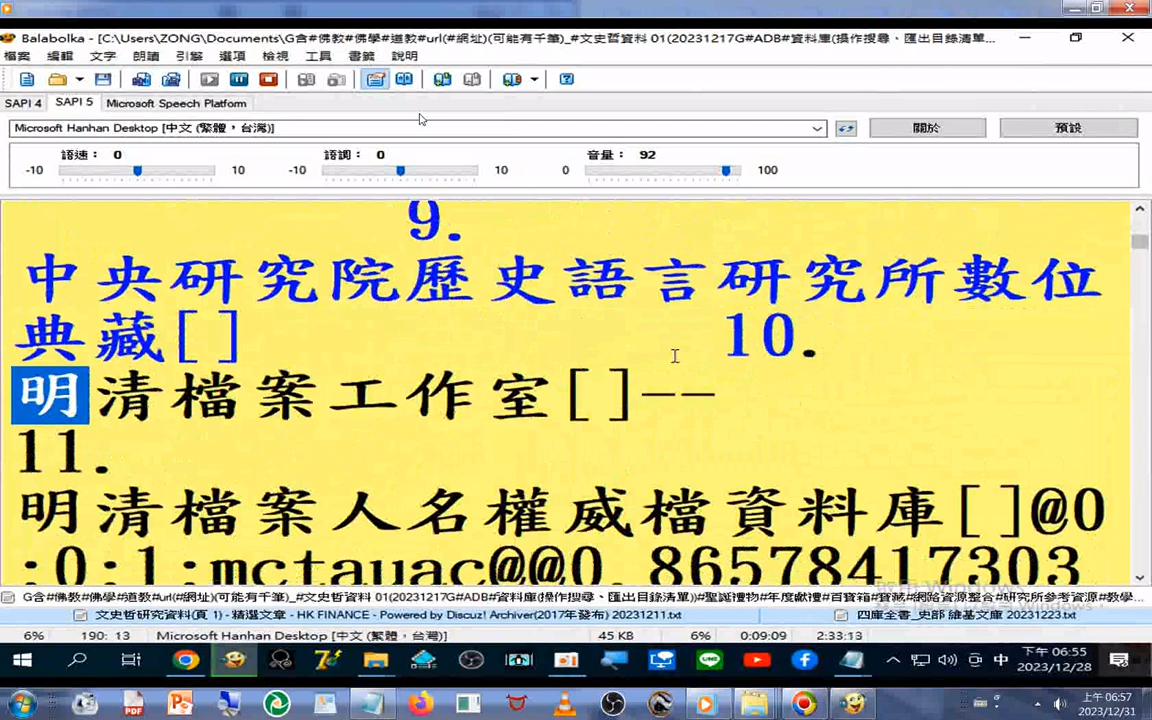 Balabolka - [C:\Users\ZONG\Documents\G含#佛教#佛學#道教#url(#網址)(可能有千筆)_#文史哲資料 01(20231217G#ADB#資料庫(操作搜尋、匯出目錄清單...
檔案 編輯 文字 朗讀 引擎 選項 檢視 工具 書籤 說明
SAPI 4 SAPI 5 Microsoft Speech Platform
Microsoft Hanhan Desktop [中文 (繁體，台灣)] 關於 預設
語速： 0 語調： 0 音量： 92
-10 10 -10 10 0 100
9.
中央研究院歷史語言研究所數位
典藏[ ] 10.
明清檔案工作室[ ]--
11.
明清檔案人名權威檔資料庫[ ]@0
:0:1:mctauac@@0.86578417303
G含#佛教#佛學#道教#url(#網址)(可能有千筆)_#文史哲資料 01(20231217G#ADB#資料庫(操作搜尋、匯出目錄清單))#聖誕禮物#年度獻禮#百寶箱#寶藏#網路資源整合#研究所參考資源#教學...
文史哲研究資料(頁 1) - 精選文章 - HK FINANCE - Powered by Discuz! Archiver(2017年發布) 20231211.txt 四庫全書_史部 維基文庫 20231223.txt
6% 190: 13 Microsoft Hanhan Desktop [中文 (繁體，台灣)] 45 KB 6% 0:09:09 2:33:13
中 下午 06:55
2023/12/28
上午 06:57
2023/12/31